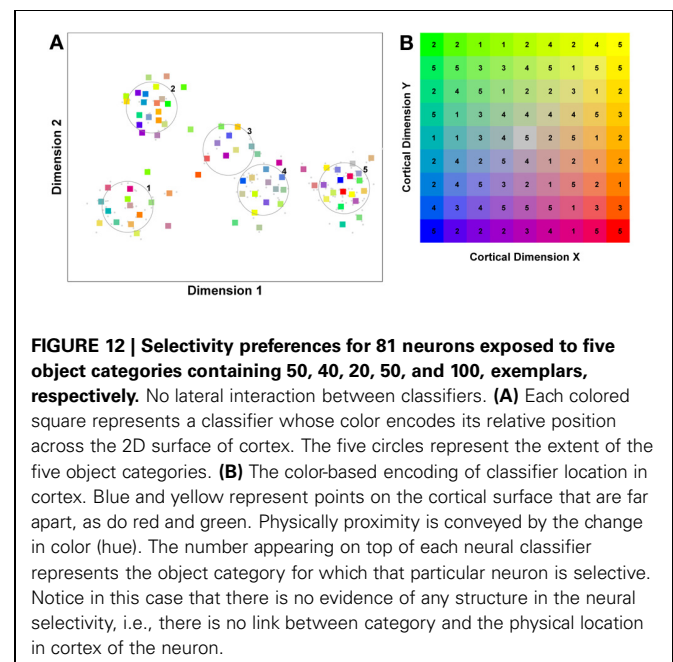 A
B
2
3
4
5
1
Dimension 2
Dimension 1
2 2 1 1 2 4 2 4 5
5 5 3 3 4 5 1 5 5
2 4 5 1 2 2 3 1 2
5 1 3 4 4 4 4 5 3
1 1 3 4 5 2 5 1 2
2 4 2 5 4 1 2 1 2
2 4 5 3 2 1 5 2 1
4 3 4 5 5 5 1 3 3
2 2 2 3 4 1 5 5
Cortical Dimension Y
Cortical Dimension X
FIGURE 12 | Selectivity preferences for 81 neurons exposed to five
object categories containing 50, 40, 20, 50, and 100, exemplars,
respectively. No lateral interaction between classifiers. (A) Each colored
square represents a classifier whose color encodes its relative position
across the 2D surface of cortex. The five circles represent the extent of the
five object categories. (B) The color-based encoding of classifier location in
cortex. Blue and yellow represent points on the cortical surface that are far
apart, as do red and green. Physically proximity is conveyed by the change
in color (hue). The number appearing on top of each neural classifier
represents the object category for which that particular neuron is selective.
Notice in this case that there is no evidence of any structure in the neural
selectivity, i.e., there is no link between category and the physical location
in cortex of the neuron.